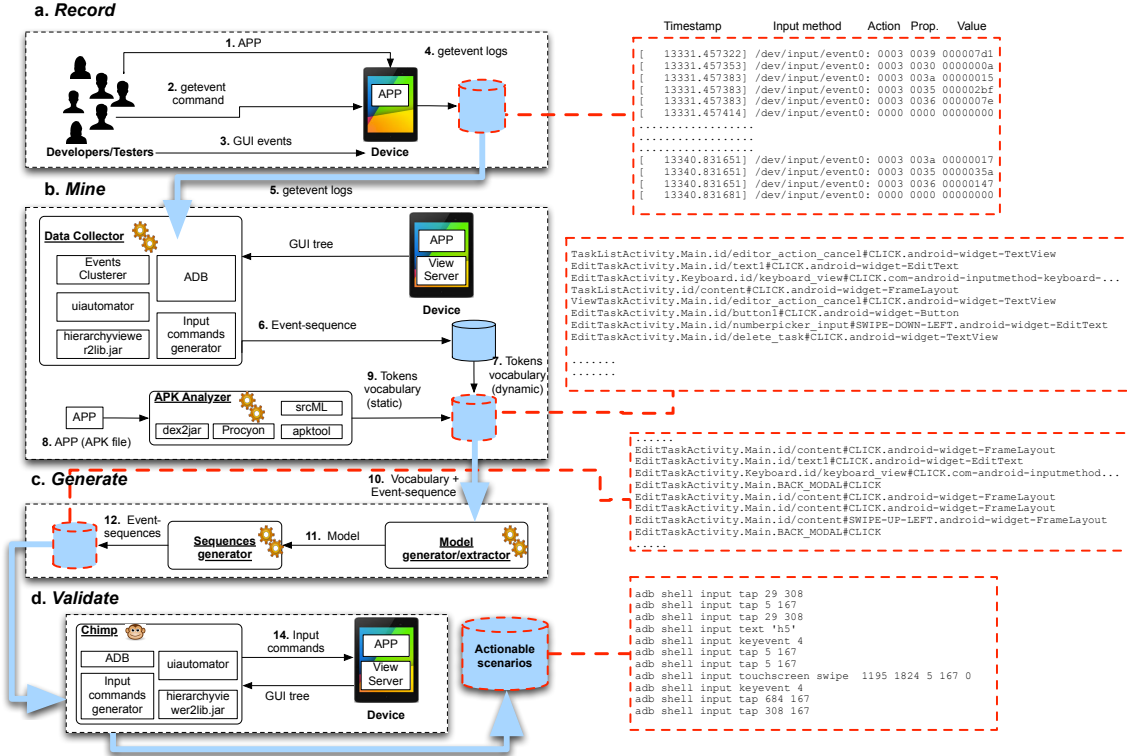 a. Record
1. APP
2. getevent
command
3. GUI events
4. getevent logs
APP
Device
Developers/Testers
Timestamp Input method Action Prop. Value
[ 13331.457322] /dev/input/event0: 0003 0039 000007d1
[ 13331.457353] /dev/input/event0: 0003 0030 0000000a
[ 13331.457383] /dev/input/event0: 0003 003a 00000015
[ 13331.457383] /dev/input/event0: 0003 0035 000002bf
[ 13331.457383] /dev/input/event0: 0003 0036 0000007e
[ 13331.457414] /dev/input/event0: 0000 0000 00000000
.................
.................
.................
[ 13340.831651] /dev/input/event0: 0003 003a 00000017
[ 13340.831651] /dev/input/event0: 0003 0035 0000035a
[ 13340.831651] /dev/input/event0: 0003 0036 00000147
[ 13340.831681] /dev/input/event0: 0000 0000 00000000
5. getevent logs
b. Mine
Data Collector
Events
Clusterer
ADB
uiautomator
hierarchyviewe
r2lib.jar
Input
commands
generator
GUI tree
APP
View
Server
Device
6. Event-sequence
7. Tokens
vocabulary
(dynamic)
9. Tokens
vocabulary
(static)
APK Analyzer
srcML
dex2jar
Procyon
apktool
APP
8. APP (APK file)
TaskListActivity.Main.id/editor_action_cancel#CLICK.android-widget-TextView
EditTaskActivity.Main.id/text1#CLICK.android-widget-EditText
EditTaskActivity.Keyboard.id/keyboard_view#CLICK.com-android-inputmethod-keyboard-...
TaskListActivity.id/content#CLICK.android-widget-FrameLayout
ViewTaskActivity.Main.id/editor_action_cancel#CLICK.android-widget-TextView
EditTaskActivity.Main.id/button1#CLICK.android-widget-Button
EditTaskActivity.Main.id/numberpicker_input#SWIPE-DOWN-LEFT.android-widget-EditText
EditTaskActivity.Main.id/delete_task#CLICK.android-widget-TextView
.......
.......
10. Vocabulary +
Event-sequence
c. Generate
12. Event-
sequences
Sequences
generator
11. Model
Model
generator/extractor
......
EditTaskActivity.Main.id/content#CLICK.android-widget-FrameLayout
EditTaskActivity.Main.id/text1#CLICK.android-widget-EditText
EditTaskActivity.Keyboard.id/keyboard_view#CLICK.com-android-inputmethod...
EditTaskActivity.Main.BACK_MODAL#CLICK
EditTaskActivity.Main.id/content#CLICK.android-widget-FrameLayout
EditTaskActivity.Main.id/content#CLICK.android-widget-FrameLayout
EditTaskActivity.Main.id/content#SWIPE-UP-LEFT.android-widget-FrameLayout
EditTaskActivity.Main.BACK_MODAL#CLICK
.....
d. Validate
Chimp
ADB
uiautomator
Input
commands
generator
hierarchyvie
wer2lib.jar
14. Input
commands
GUI tree
APP
View
Server
Device
Actionable
scenarios
adb shell input tap 29 308
adb shell input tap 5 167
adb shell input tap 29 308
adb shell input text 'h5'
adb shell input keyevent 4
adb shell input tap 5 167
adb shell input tap 5 167
adb shell input touchscreen swipe 1195 1824 5 167 0
adb shell input keyevent 4
adb shell input tap 684 167
adb shell input tap 308 167